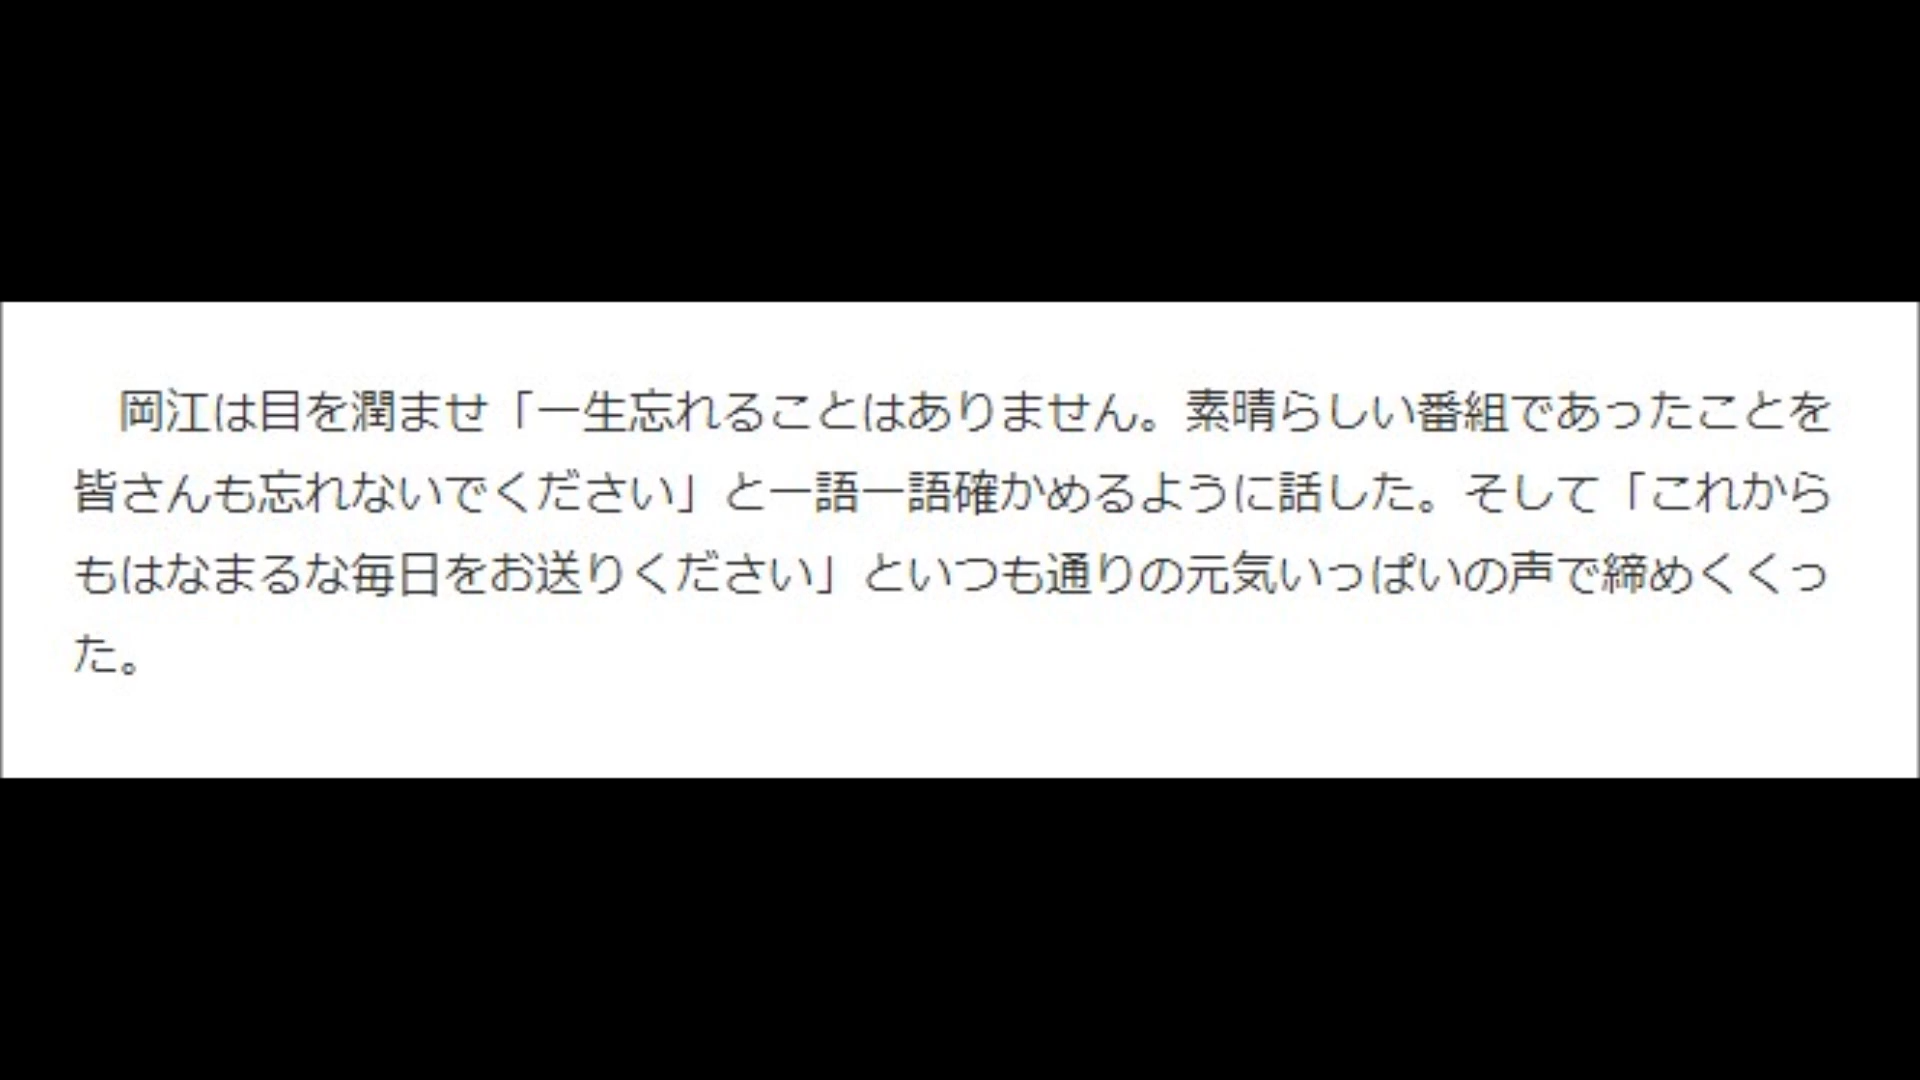 岡江は目を潤ませ「一生忘れることはありません。素晴らしい番組であったことを
皆さんも忘れないでください」と一語一語確かめるように話した。そして「これから
もはなまるな毎日をお送りください」といつも通りの元気いっぱいの声で締めくくっ
た。